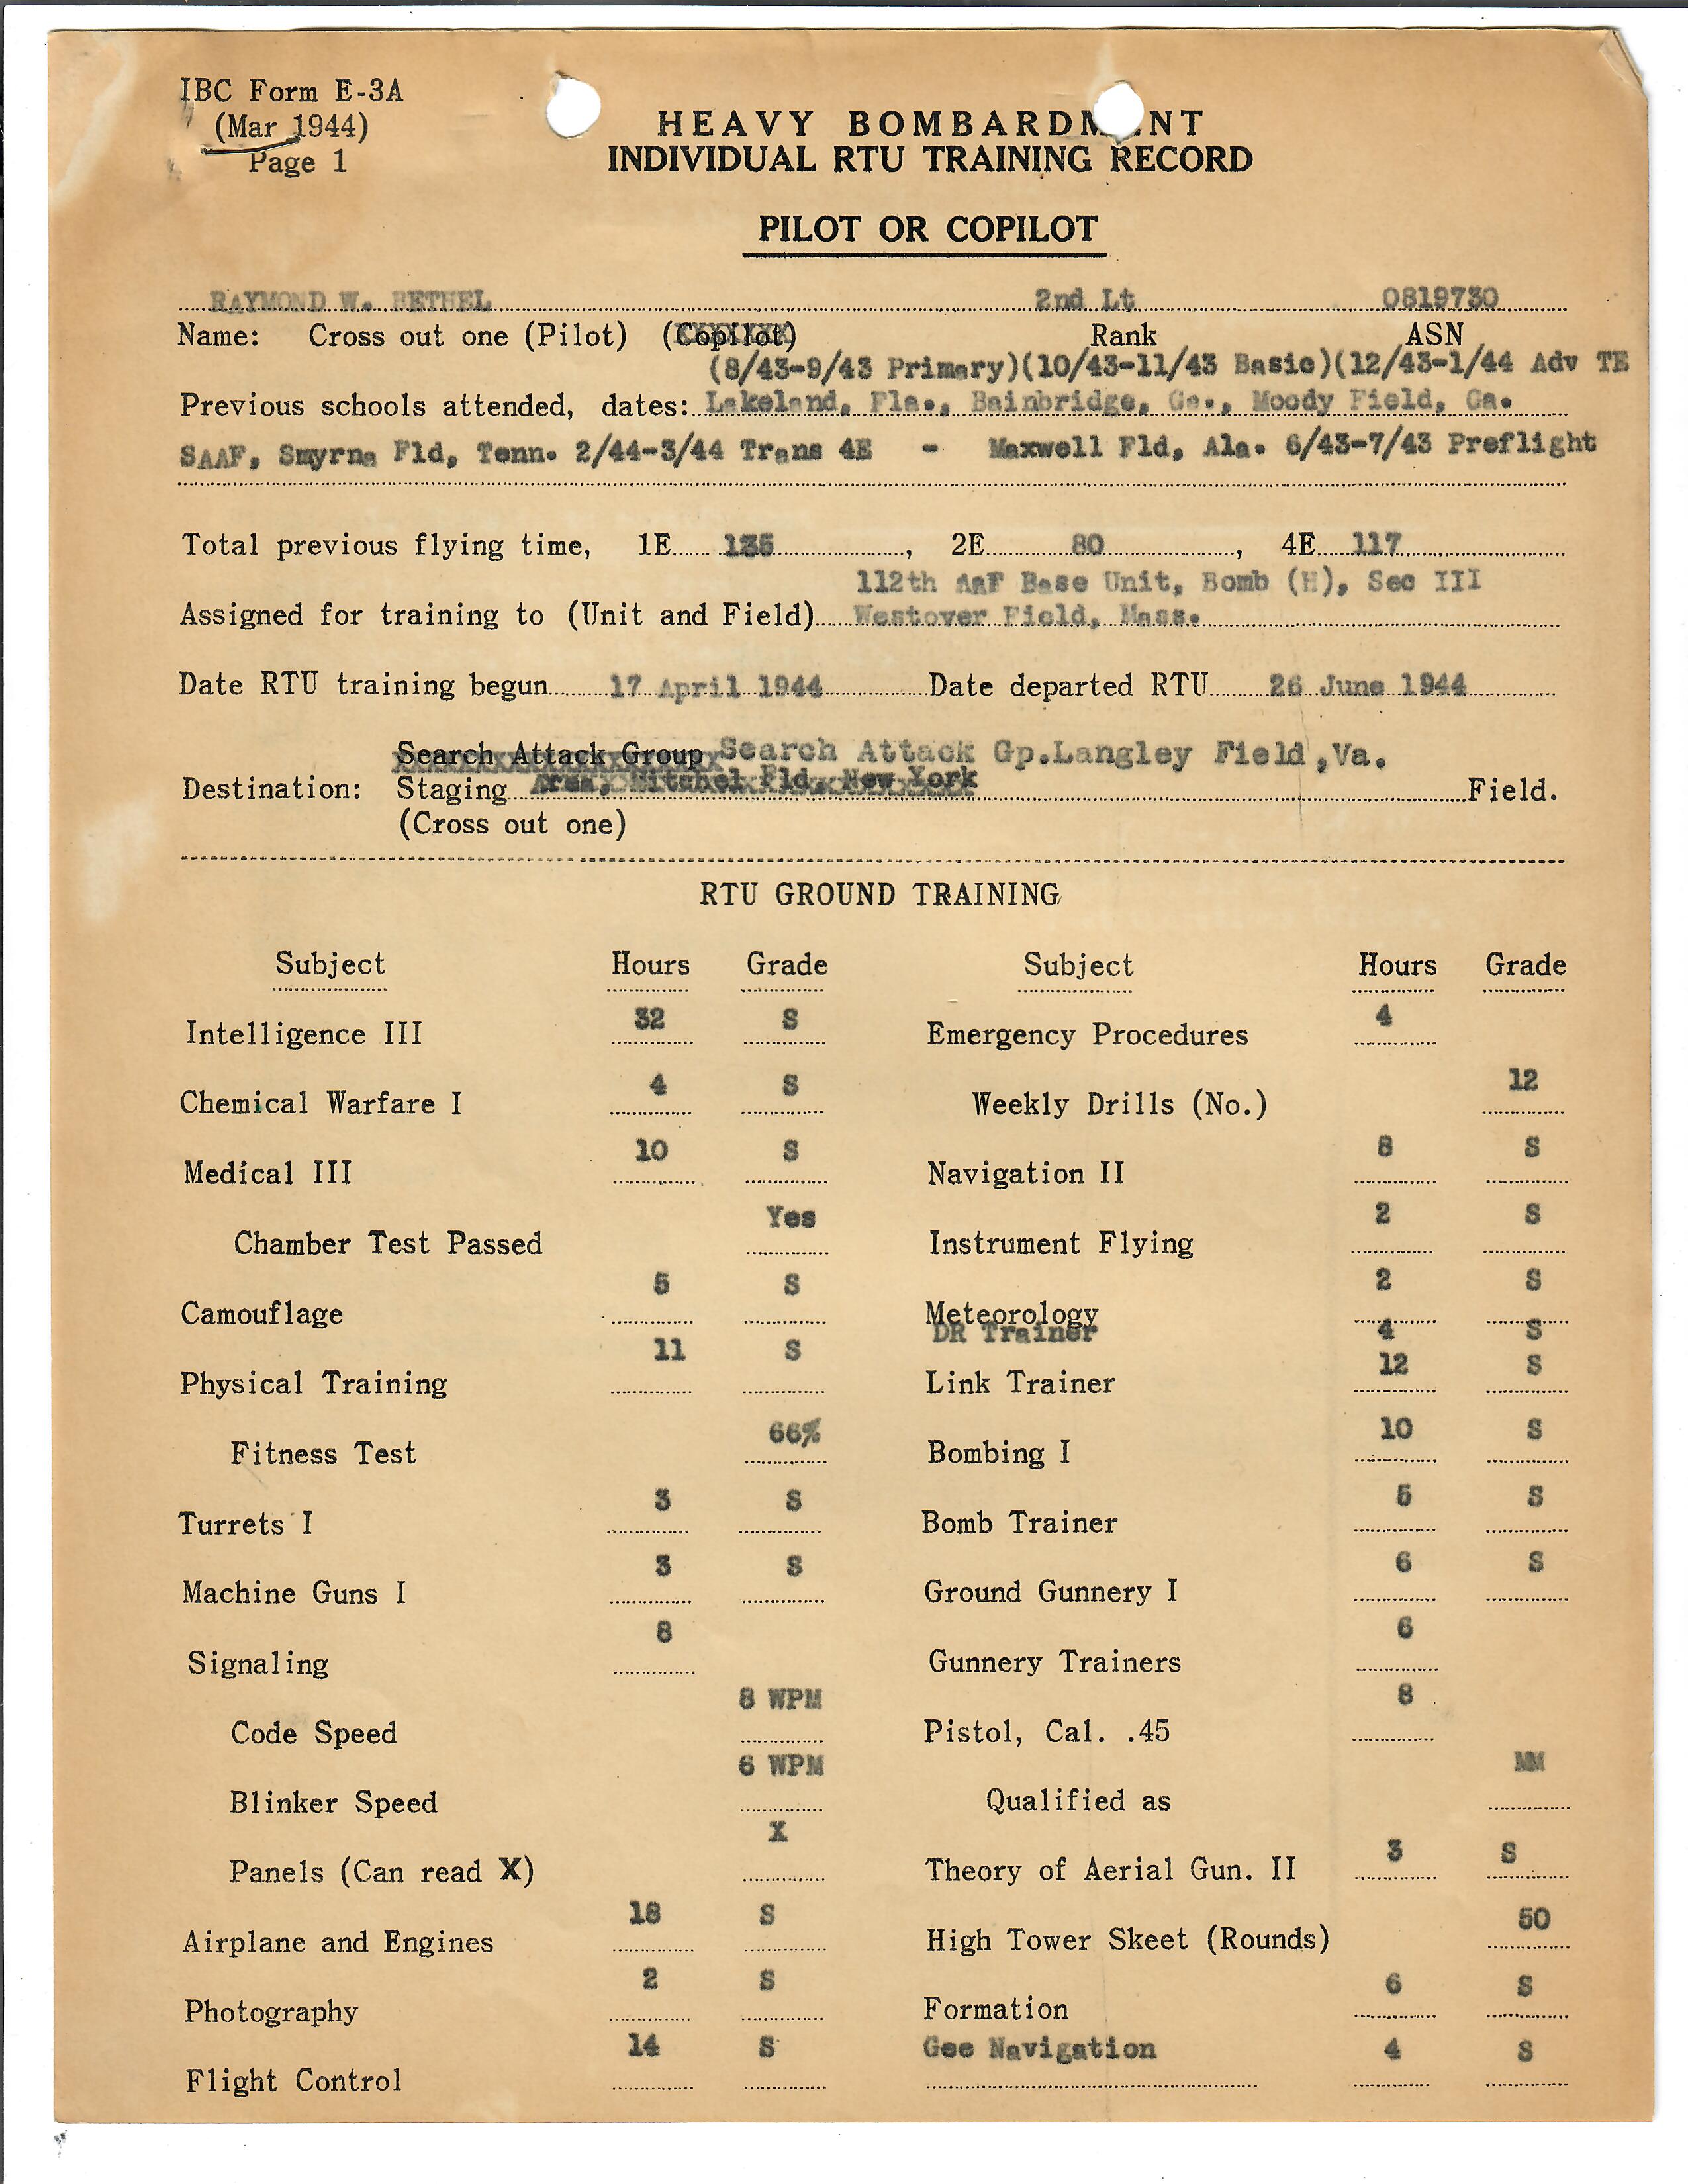 IBC Form E-3A
(Mar 1944)
Page 1
HEAVY BOMBARDM NT
INDIVIDUAL RTU TRAINING RECORD
PILOT OR COPILOT
RAYMOND W. BETHEL 2nd Lt 0819730
Name: Cross out one (Pilot) (Copilot) Rank ASN
(8/43-9/43 Primary)(10/43-11/43 Basic)(12/43-1/44 Adv TE
Previous schools attended, dates: Lakeland, Fla., Bainbridge, Ga., Moody Field, Ga.
SAAF, Smyrna Fld, Tenn. 2/44-3/44 Trans 4E - Maxwell Fld, Ala. 6/43-7/43 Preflight
Total previous flying time, 1E 135, 2E 80, 4E 117
112th AAF Base Unit, Bomb (H), Sec III
Assigned for training to (Unit and Field) Westover Field, Mass.
Date RTU training begun 17 April 1944 Date departed RTU 26 June 1944
Search Attack Group Search Attack Gp.Langley Field,Va.
Destination: Staging Area, Mitchel Fld, New York Field.
(Cross out one)
RTU GROUND TRAINING
Subject Hours Grade Subject Hours Grade
Intelligence III 32 S Emergency Procedures 4
Chemical Warfare I 4 S Weekly Drills (No.) 12
Medical III 10 S Navigation II 8 S
Chamber Test Passed Yes Instrument Flying 2 S
Camouflage 5 S Meteorology 2 S
DR Trainer 4 S
Physical Training 11 S Link Trainer 12 S
Fitness Test 66% Bombing I 10 S
Turrets I 3 S Bomb Trainer 5 S
Machine Guns I 3 S Ground Gunnery I 6 S
Signaling 8 Gunnery Trainers 6
Code Speed 8 WPM Pistol, Cal. .45 8
Blinker Speed 6 WPM Qualified as MM
Panels (Can read X) X Theory of Aerial Gun. II 3 S
Airplane and Engines 18 S High Tower Skeet (Rounds) 50
Photography 2 S Formation 6 S
Flight Control 14 S Gee Navigation 4 S